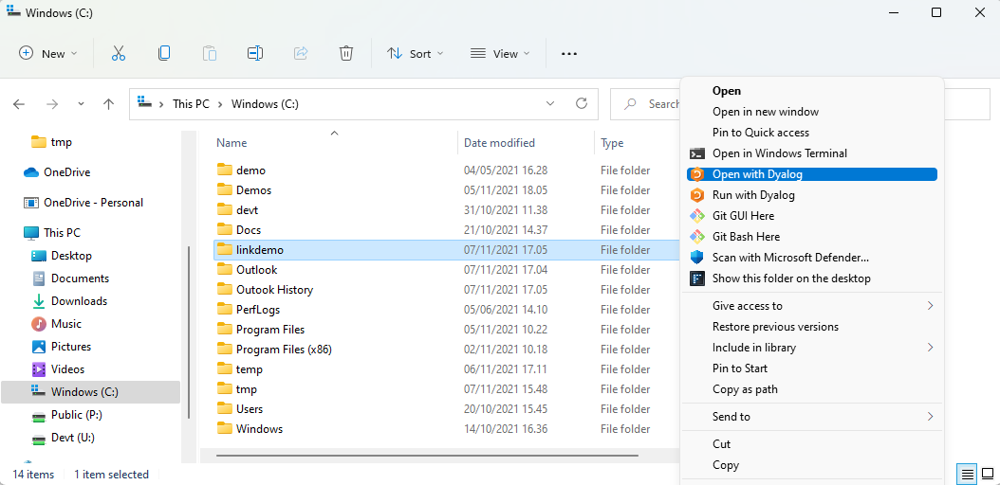 Windows (C:)
New
Sort
View
This PC
Windows (C:)
Search
tmp
OneDrive
OneDrive - Personal
This PC
Desktop
Documents
Downloads
Music
Pictures
Videos
Windows (C:)
Public (P:)
Devt (U:)
Name Date modified Type
demo 04/05/2021 16.28 File folder
Demos 05/11/2021 18.05 File folder
devt 31/10/2021 11.38 File folder
Docs 21/10/2021 14.37 File folder
linkdemo 07/11/2021 17.05 File folder
Outlook 07/11/2021 17.04 File folder
Outook History 07/11/2021 17.05 File folder
PerfLogs 05/06/2021 14.10 File folder
Program Files 05/11/2021 10.22 File folder
Program Files (x86) 02/11/2021 10.18 File folder
temp 06/11/2021 17.11 File folder
tmp 07/11/2021 15.48 File folder
Users 20/10/2021 15.45 File folder
Windows 14/10/2021 16.36 File folder
Open
Open in new window
Pin to Quick access
Open in Windows Terminal
Open with Dyalog
Run with Dyalog
Git GUI Here
Git Bash Here
Scan with Microsoft Defender...
Show this folder on the desktop
Give access to
Restore previous versions
Include in library
Pin to Start
Copy as path
Send to
Cut
Copy
14 items 1 item selected